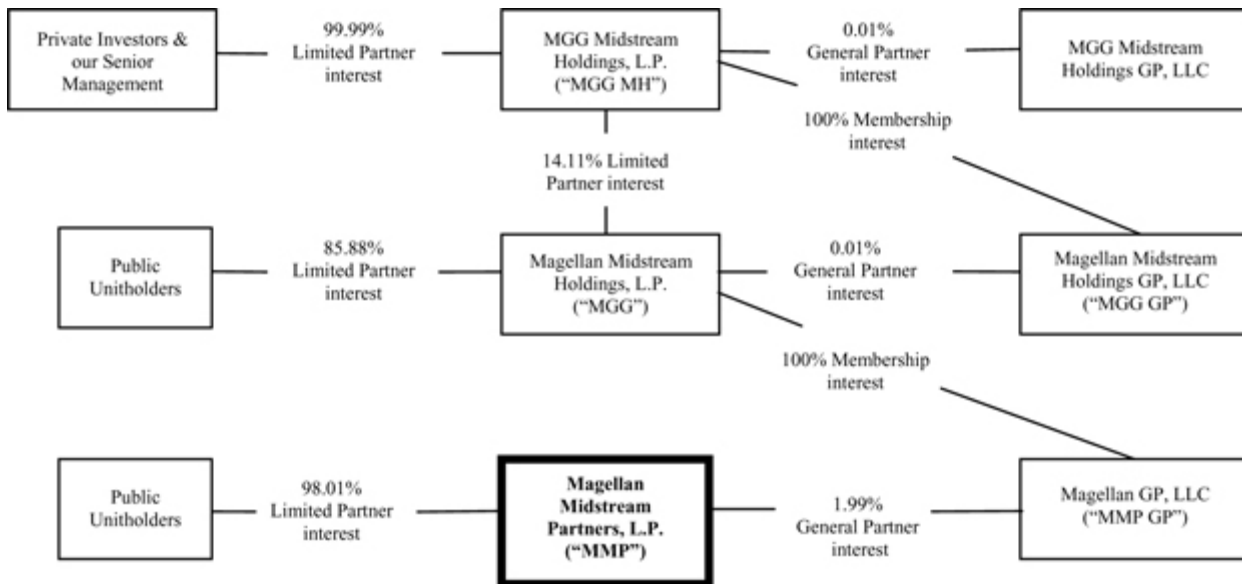 Private Investors &
our Senior
Management
99.99%
Limited Partner
interest
MGG Midstream
Holdings, L.P.
(“MGG MH”)
0.01%
General Partner
interest
MGG Midstream
Holdings GP, LLC
100% Membership
interest
14.11% Limited
Partner interest
Public
Unitholders
85.88%
Limited Partner
interest
Magellan Midstream
Holdings, L.P.
(“MGG”)
0.01%
General Partner
interest
Magellan Midstream
Holdings GP, LLC
(“MGG GP”)
100% Membership
interest
Public
Unitholders
98.01%
Limited Partner
interest
Magellan
Midstream
Partners, L.P.
(“MMP”)
1.99%
General Partner
interest
Magellan GP, LLC
(“MMP GP”)